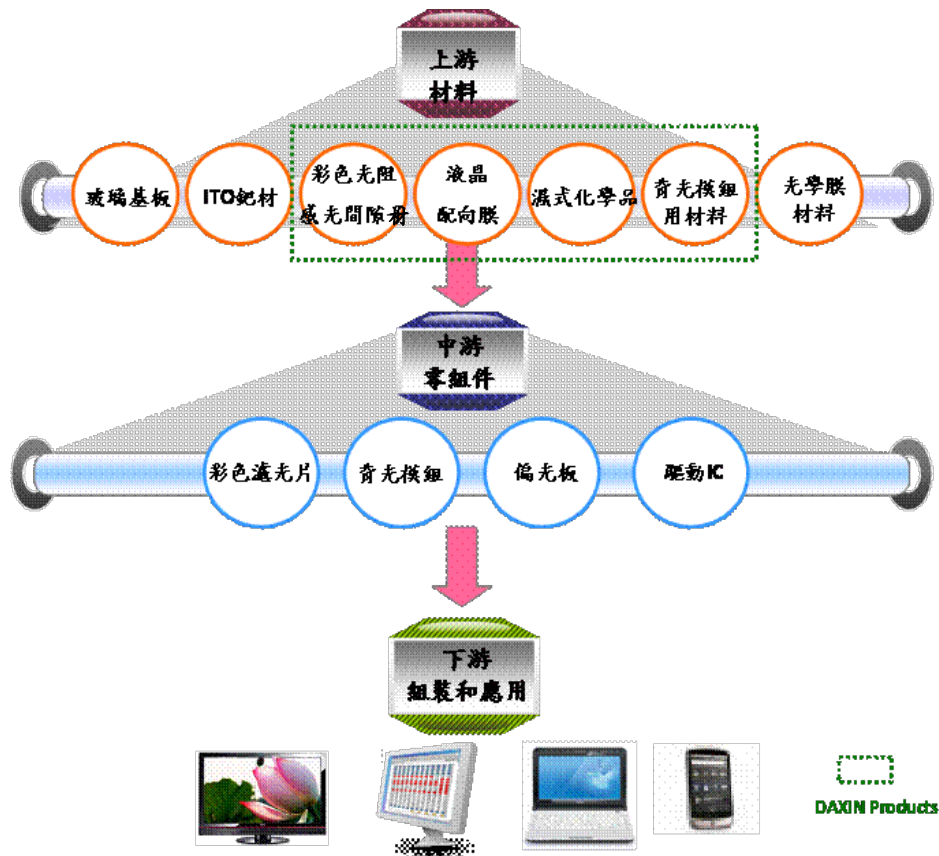 上游
材料
玻璃基板
ITO鈀材
彩色光阻
感光間隙材
液晶
配向膜
濕式化學品
背光模組
用材料
光學膜
材料
中游
零組件
彩色濾光片
背光模組
偏光板
驅動IC
下游
組裝和應用
DAXIN Products